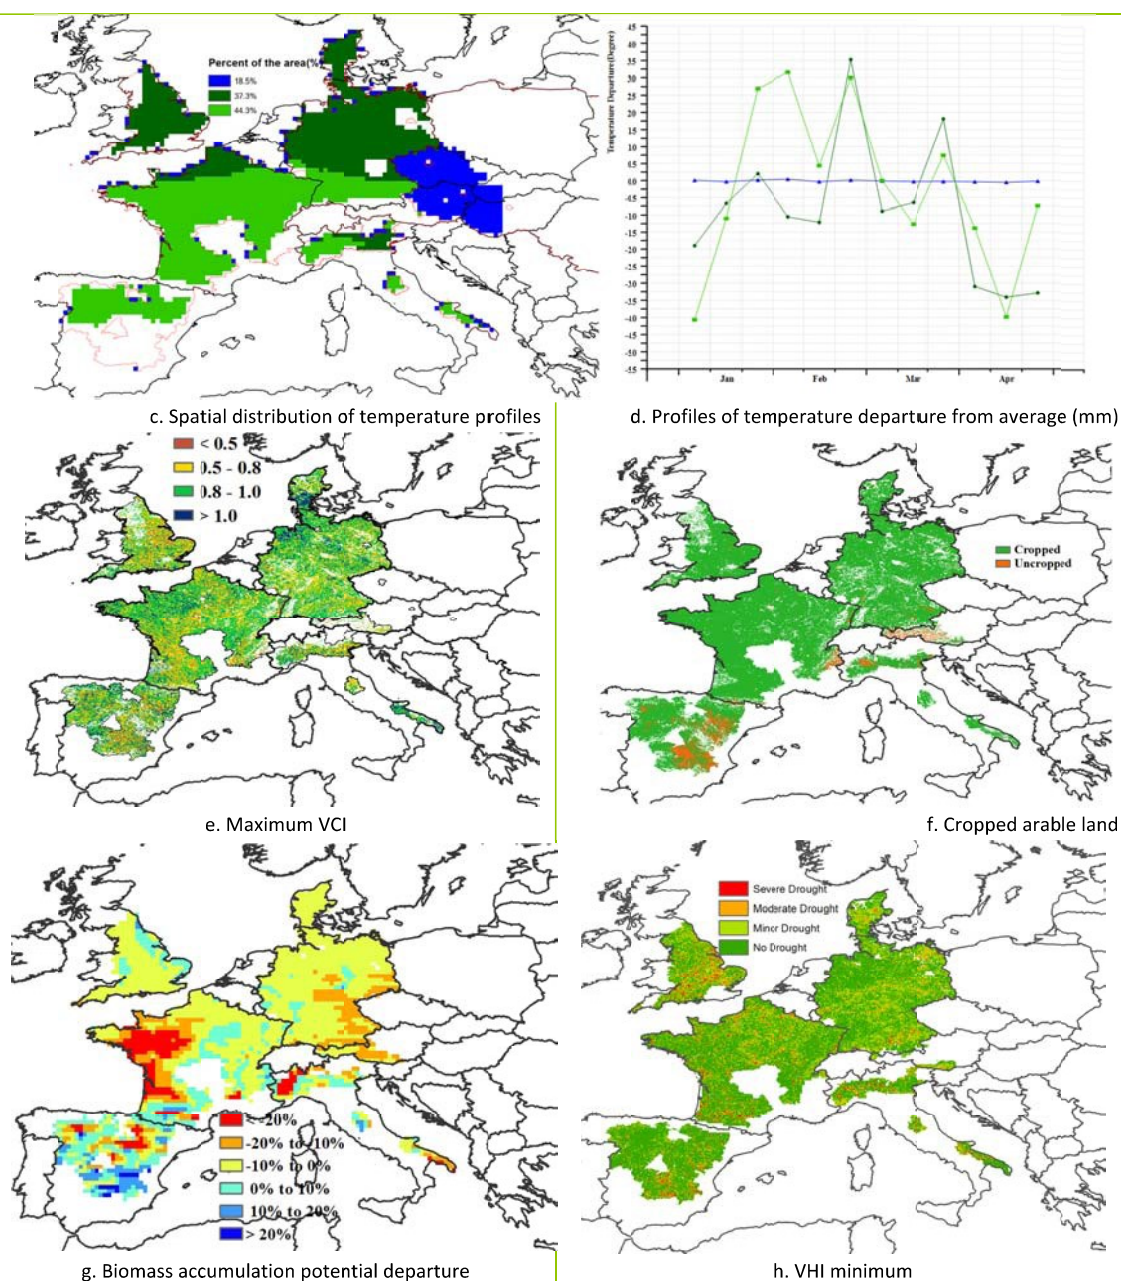 Percent of the area(%
18.5%
37.3%
44.3%
Temperature Departure(Degree)
45
40
35
30
25
20
15
10
5
0.0
-5
-10
-15
-20
-25
-30
-35
-40
-45
-50
-15
Jan
Feb
Mar
Apr
c. Spatial distribution of temperature profiles
d. Profiles of temperature departure from average (mm)
< 0.5
0.5 - 0.8
0.8 - 1.0
> 1.0
Cropped
Uncropped
e. Maximum VCI
f. Cropped arable land
Severe Drought
Moderate Drought
Minor Drought
No Drought
< -20%
-20% to -10%
-10% to 0%
0% to 10%
10% to 20%
> 20%
g. Biomass accumulation potential departure
h. VHI minimum